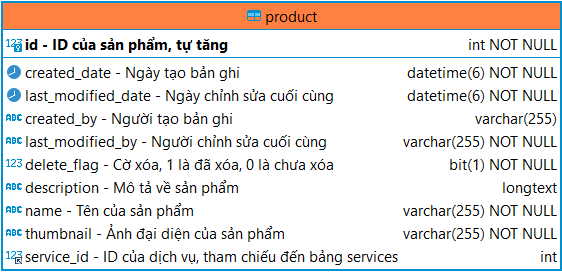 product
id - ID của sản phẩm, tự tăng int NOT NULL
created_date - Ngày tạo bản ghi datetime(6) NOT NULL
last_modified_date - Ngày chỉnh sửa cuối cùng datetime(6) NOT NULL
created_by - Người tạo bản ghi varchar(255)
last_modified_by - Người chỉnh sửa cuối cùng varchar(255) NOT NULL
delete_flag - Cờ xóa, 1 là đã xóa, 0 là chưa xóa bit(1) NOT NULL
description - Mô tả về sản phẩm longtext
name - Tên của sản phẩm varchar(255) NOT NULL
thumbnail - Ảnh đại diện của sản phẩm varchar(255) NOT NULL
service_id - ID của dịch vụ, tham chiếu đến bảng services int